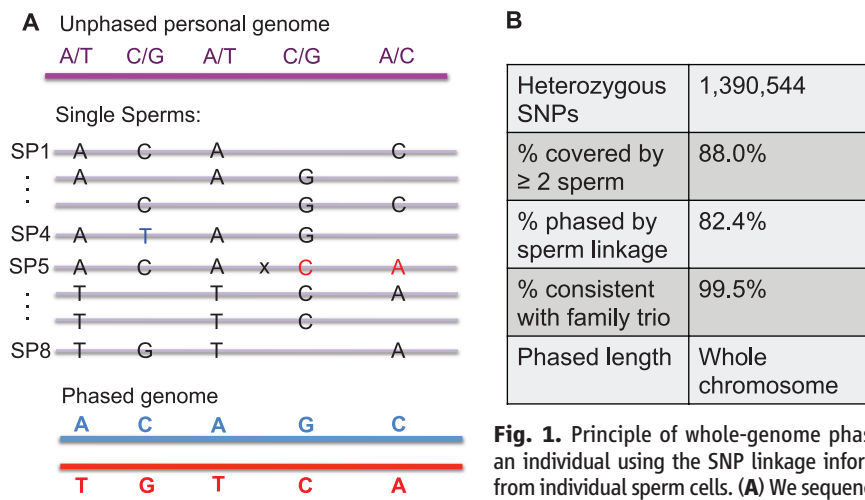 A
Unphased personal genome
A/T C/G A/T C/G A/C
Single Sperms:
SP1 A C A C
⋮ A A G
C G C
SP4 A T A G
SP5 A C A x C A
⋮ T T C A
T T C
SP8 T G T A
Phased genome
A C A G C
T G T C A
B
Heterozygous SNPs 1,390,544
% covered by ≥ 2 sperm 88.0%
% phased by sperm linkage 82.4%
% consistent with family trio 99.5%
Phased length Whole chromosome
Fig. 1. Principle of whole-genome phas
an individual using the SNP linkage infor
from individual sperm cells. (A) We sequenc